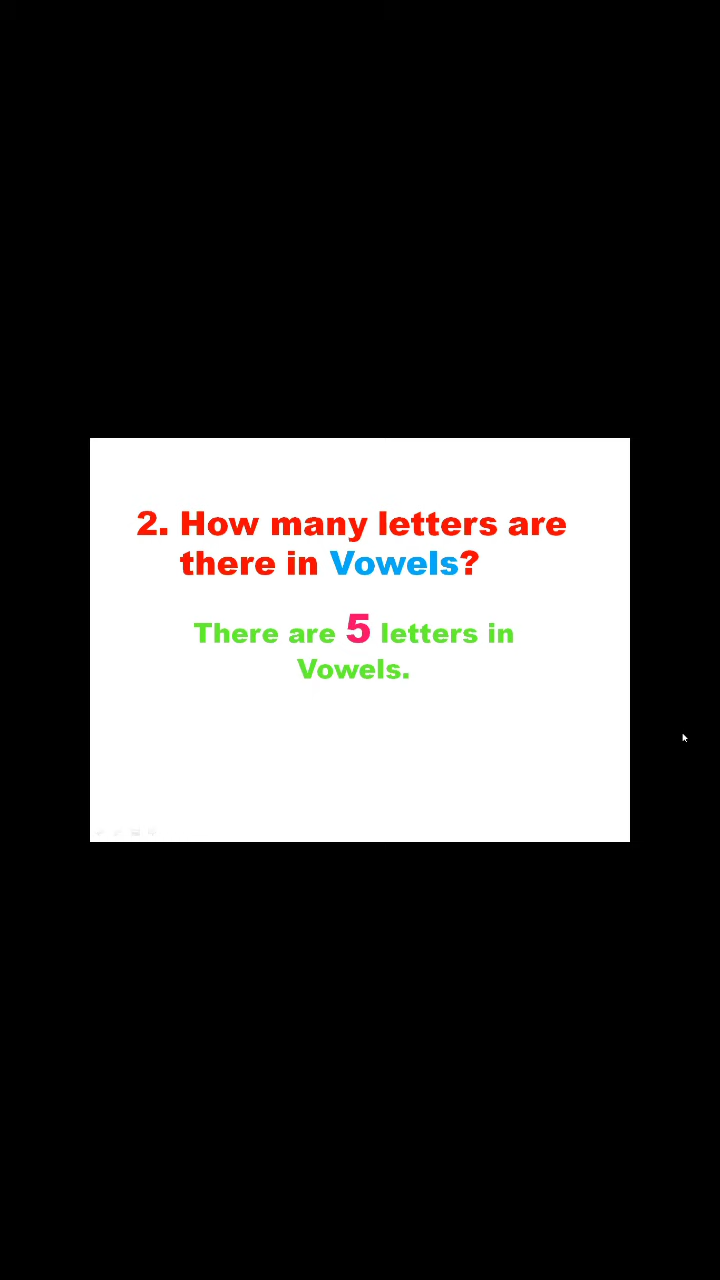 2. How many letters are
there in Vowels?
There are 5 letters in
Vowels.